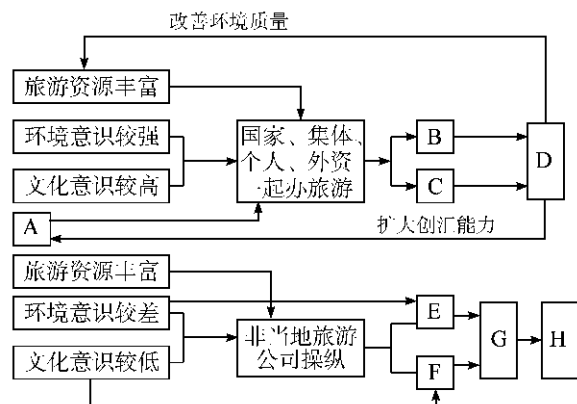 改善环境质量
旅游资源丰富
环境意识较强
文化意识较高
A
国家、集体、
个人、外资
一起办旅游
B
C
D
扩大创汇能力
旅游资源丰富
环境意识较差
文化意识较低
非当地旅游
公司操纵
E
F
G
H